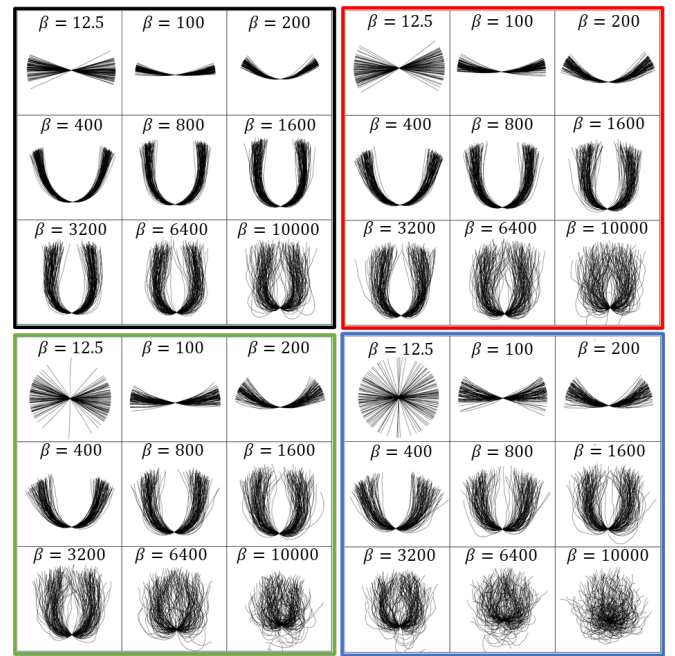 β = 12.5 β = 100 β = 200
β = 400 β = 800 β = 1600
β = 3200 β = 6400 β = 10000
β = 12.5 β = 100 β = 200
β = 400 β = 800 β = 1600
β = 3200 β = 6400 β = 10000
β = 12.5 β = 100 β = 200
β = 400 β = 800 β = 1600
β = 3200 β = 6400 β = 10000
β = 12.5 β = 100 β = 200
β = 400 β = 800 β = 1600
β = 3200 β = 6400 β = 10000